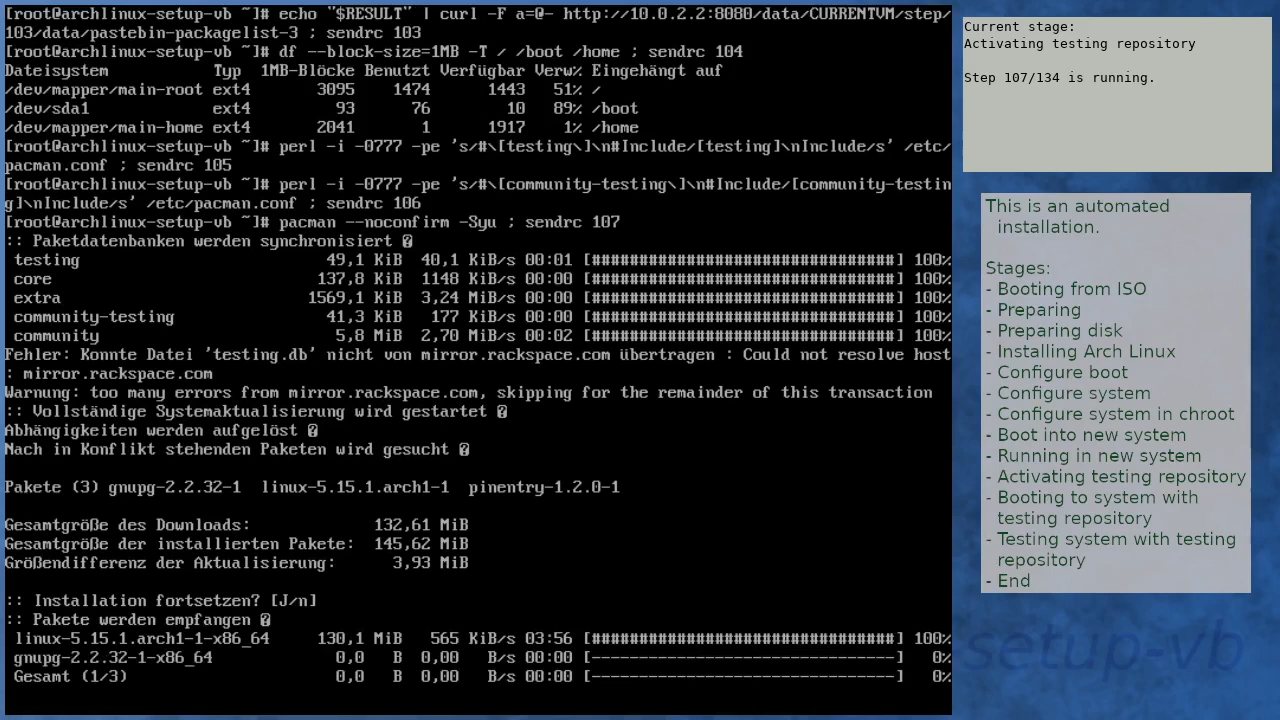 [root@archlinux-setup-vb ~]# echo "$RESULT" | curl -F a=@- http://10.0.2.2:8080/data/CURRENTVM/step/
103/data/pastebin-packagelist-3 ; sendrc 103
[root@archlinux-setup-vb ~]# df --block-size=1MB -T / /boot /home ; sendrc 104
Dateisystem           Typ  1MB-Blöcke Benutzt Verfügbar Verw% Eingehängt auf
/dev/mapper/main-root ext4       3095    1474      1443   51% /
/dev/sda1             ext4         93      76        10   89% /boot
/dev/mapper/main-home ext4       2041       1      1917    1% /home
[root@archlinux-setup-vb ~]# perl -i -0777 -pe 's/#\[testing\]\n#Include/[testing]\nInclude/s' /etc/
pacman.conf ; sendrc 105
[root@archlinux-setup-vb ~]# perl -i -0777 -pe 's/#\[community-testing\]\n#Include/[community-testin
g]\nInclude/s' /etc/pacman.conf ; sendrc 106
[root@archlinux-setup-vb ~]# pacman --noconfirm -Syu ; sendrc 107
:: Paketdatenbanken werden synchronisiert �
 testing                          49,1 KiB  40,1 KiB/s 00:01 [################################] 100%
 core                            137,8 KiB  1148 KiB/s 00:00 [################################] 100%
 extra                          1569,1 KiB  3,24 MiB/s 00:00 [################################] 100%
 community-testing                41,3 KiB   177 KiB/s 00:00 [################################] 100%
 community                         5,8 MiB  2,70 MiB/s 00:02 [################################] 100%
Fehler: Konnte Datei 'testing.db' nicht von mirror.rackspace.com übertragen : Could not resolve host
: mirror.rackspace.com
Warnung: too many errors from mirror.rackspace.com, skipping for the remainder of this transaction
:: Vollständige Systemaktualisierung wird gestartet �
Abhängigkeiten werden aufgelöst �
Nach in Konflikt stehenden Paketen wird gesucht �
Pakete (3) gnupg-2.2.32-1  linux-5.15.1.arch1-1  pinentry-1.2.0-1
Gesamtgröße des Downloads:             132,61 MiB
Gesamtgröße der installierten Pakete:  145,62 MiB
Größendifferenz der Aktualisierung:      3,93 MiB
:: Installation fortsetzen? [J/n]
:: Pakete werden empfangen �
 linux-5.15.1.arch1-1-x86_64     130,1 MiB   565 KiB/s 03:56 [################################] 100%
 gnupg-2.2.32-1-x86_64             0,0   B  0,00   B/s 00:00 [--------------------------------]   0%
 Gesamt (1/3)                      0,0   B  0,00   B/s 00:00 [--------------------------------]   0%
Current stage:
Activating testing repository
Step 107/134 is running.
This is an automated
installation.
Stages:
- Booting from ISO
- Preparing
- Preparing disk
- Installing Arch Linux
- Configure boot
- Configure system
- Configure system in chroot
- Boot into new system
- Running in new system
- Activating testing repository
- Booting to system with
testing repository
- Testing system with testing
repository
- End
setup-vb